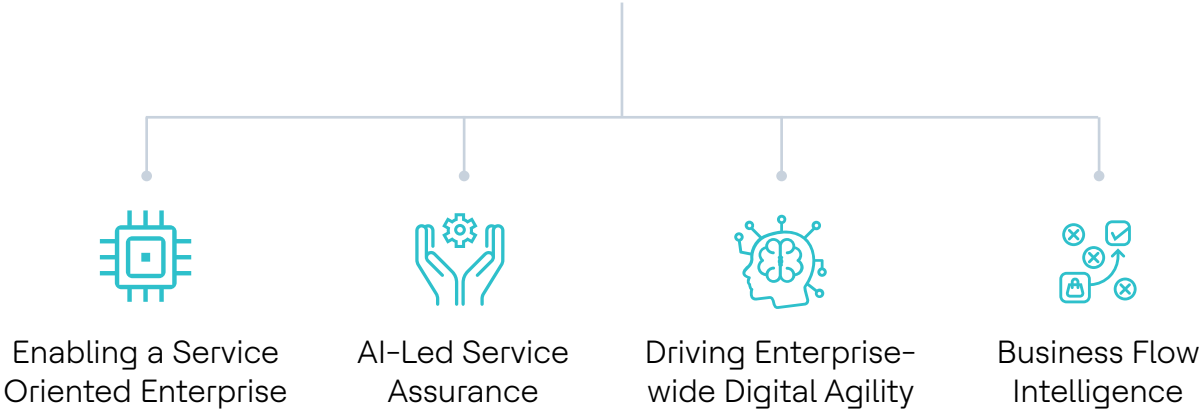 Enabling a Service
Oriented Enterprise
AI-Led Service
Assurance
Driving Enterprise-
wide Digital Agility
Business Flow
Intelligence